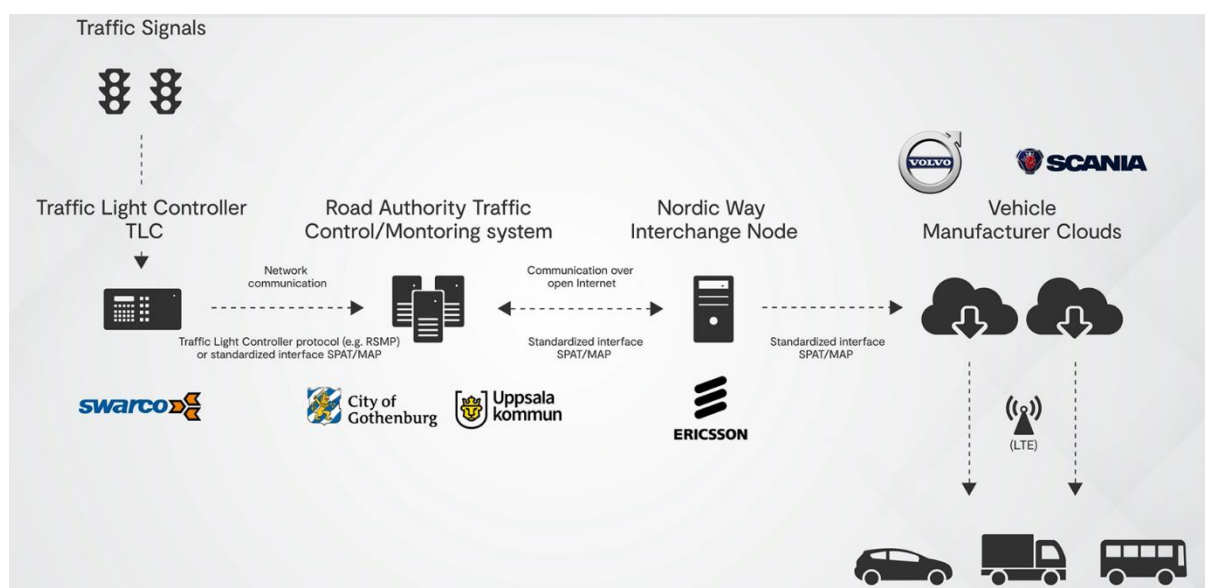 Traffic Signals
VOLVO
SCANIA
Traffic Light Controller
TLC
Road Authority Traffic
Control/Montoring system
Nordic Way
Interchange Node
Vehicle
Manufacturer Clouds
Network
communication
Communication over
open Internet
Traffic Light Controller protocol (e.g. RSMP)
or standardized interface SPAT/MAP
Standardized interface
SPAT/MAP
Standardized interface
SPAT/MAP
swarco
City of
Gothenburg
Uppsala
kommun
ERICSSON
(LTE)